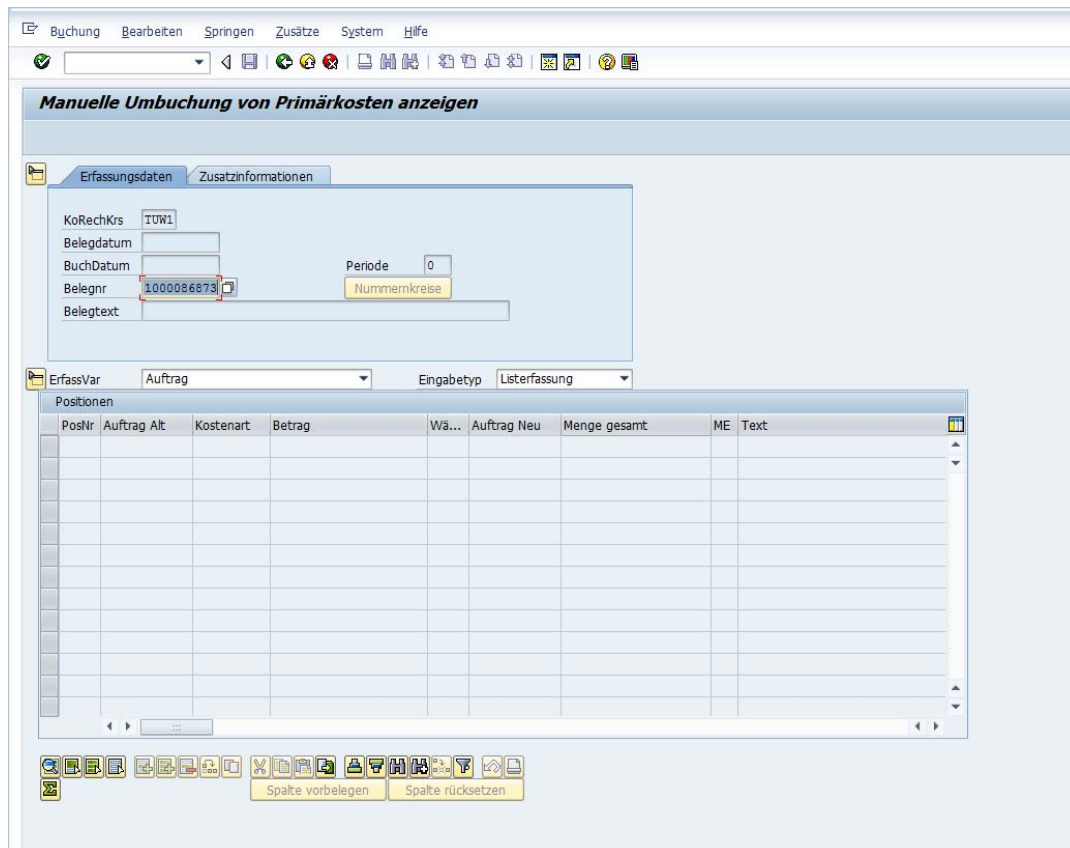 Buchung Bearbeiten Springen Zusätze System Hilfe
Manuelle Umbuchung von Primärkosten anzeigen
Erfassungsdaten Zusatzinformationen
KoRechKrs TUW1
Belegdatum
BuchDatum Periode 0
Belegnr 1000086873 Nummernkreise
Belegtext
ErfassVar Auftrag Eingabetyp Listerfassung
Positionen
PosNr Auftrag Alt Kostenart Betrag Wä... Auftrag Neu Menge gesamt ME Text
Spalte vorbelegen Spalte rücksetzen